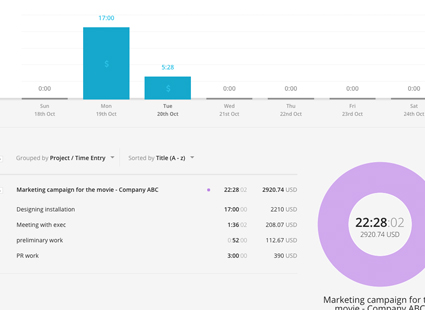 17:00
5:28
$
$
0:00
0:00
0:00
0:00
0:00
Sun Mon Tue Wed Thu Fri Sat
18th Oct 19th Oct 20th Oct 21st Oct 22nd Oct 23rd Oct 24th Oct
Grouped by Project / Time Entry Sorted by Title (A - z)
Marketing campaign for the movie - Company ABC 22:28:02 2920.74 USD
Designing installation 17:00:00 2210 USD
Meeting with exec 1:36:02 208.07 USD
preliminary work 0:52:00 112.67 USD
PR work 3:00:00 390 USD
22:28:02
2920.74 USD
Marketing campaign for
movie - Company ABC